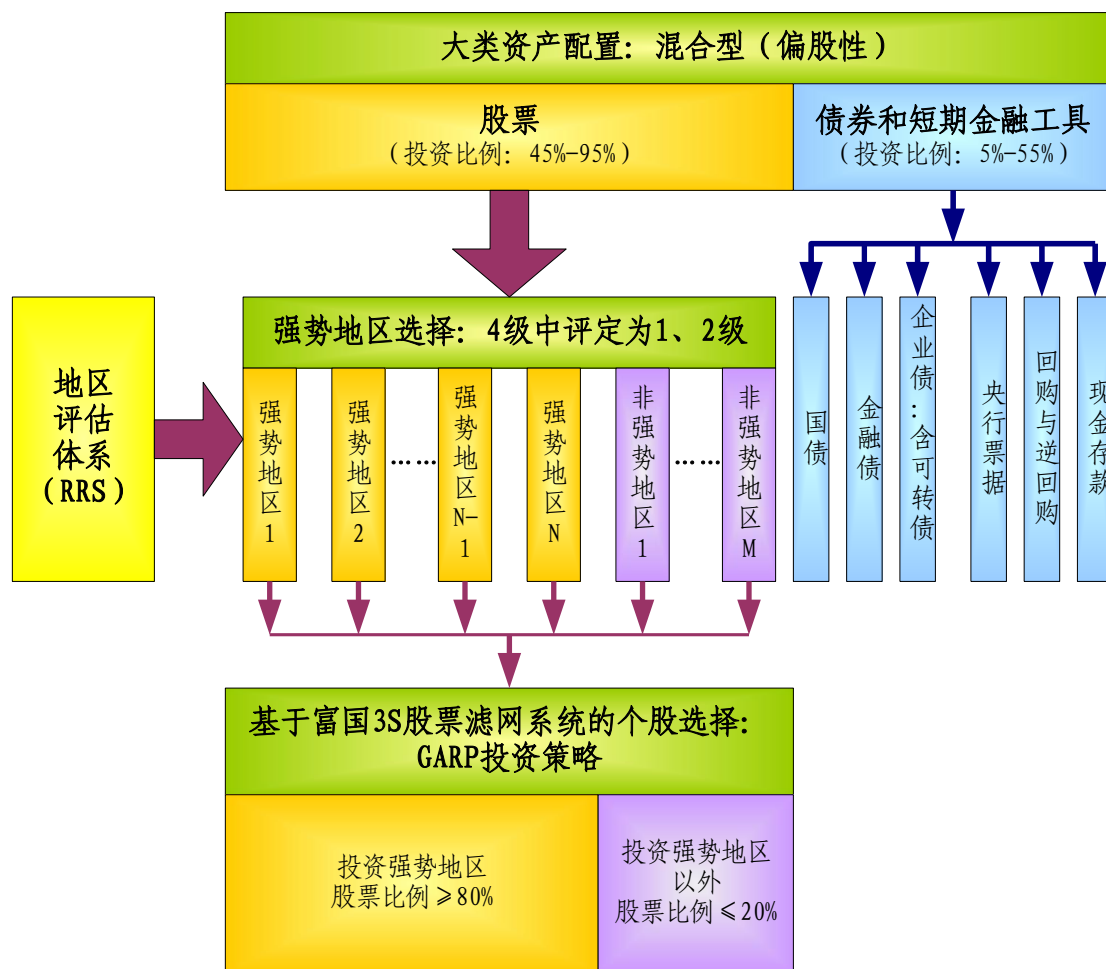 大类资产配置：混合型（偏股性）
股票
（投资比例：45%-95%）
债券和短期金融工具
（投资比例：5%-55%）
地区
评估
体系
（RRS）
强势地区选择：4级中评定为1、2级
强势地区1
强势地区2
……
强势地区N-1
强势地区N
非强势地区1
……
非强势地区M
国债
金融债
企业债：含可转债
央行票据
回购与逆回购
现金存款
基于富国3S股票滤网系统的个股选择：
GARP投资策略
投资强势地区
股票比例≥80%
投资强势地区
以外
股票比例≤20%